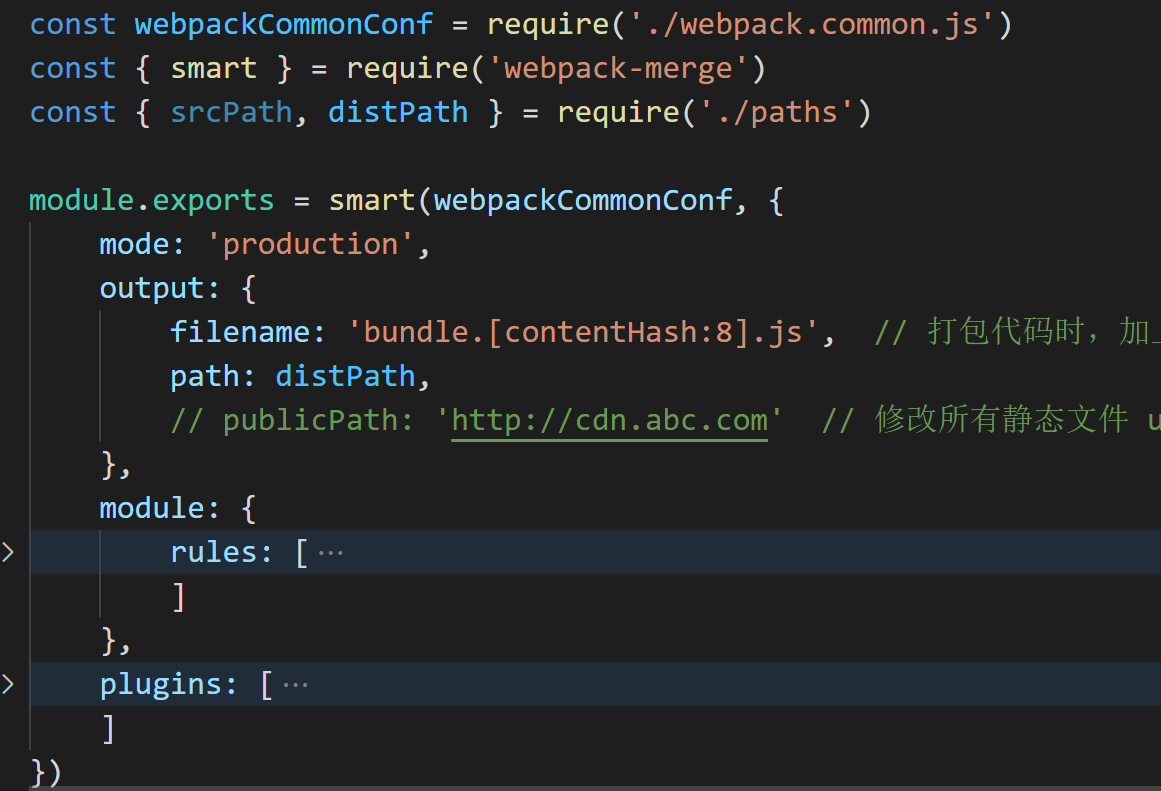 const webpackCommonConf = require('./webpack.common.js')
const { smart } = require('webpack-merge')
const { srcPath, distPath } = require('./paths')

module.exports = smart(webpackCommonConf, {
    mode: 'production',
    output: {
        filename: 'bundle.[contentHash:8].js',  // 打包代码时，加
        path: distPath,
        // publicPath: 'http://cdn.abc.com'  // 修改所有静态文件 u
    },
    module: {
        rules: [ ···
        ]
    },
    plugins: [ ···
    ]
})